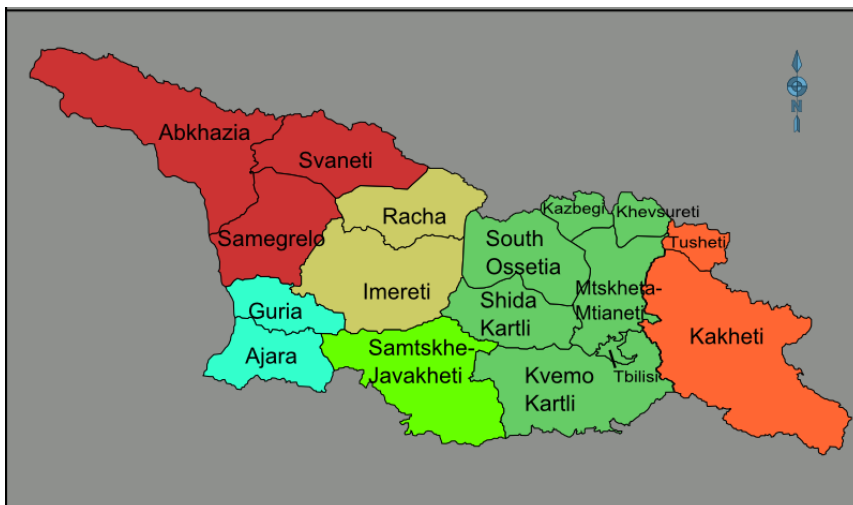 Abkhazia
Svaneti
Racha
Samegrelo
Kazbegi
Khevsureti
South
Ossetia
Tusheti
Imereti
Mtskheta-
Mtianeti
Shida
Kartli
Guria
Ajara
Samtskhe-
Javakheti
Kvemo
Kartli
Tbilisi
Kakheti
N